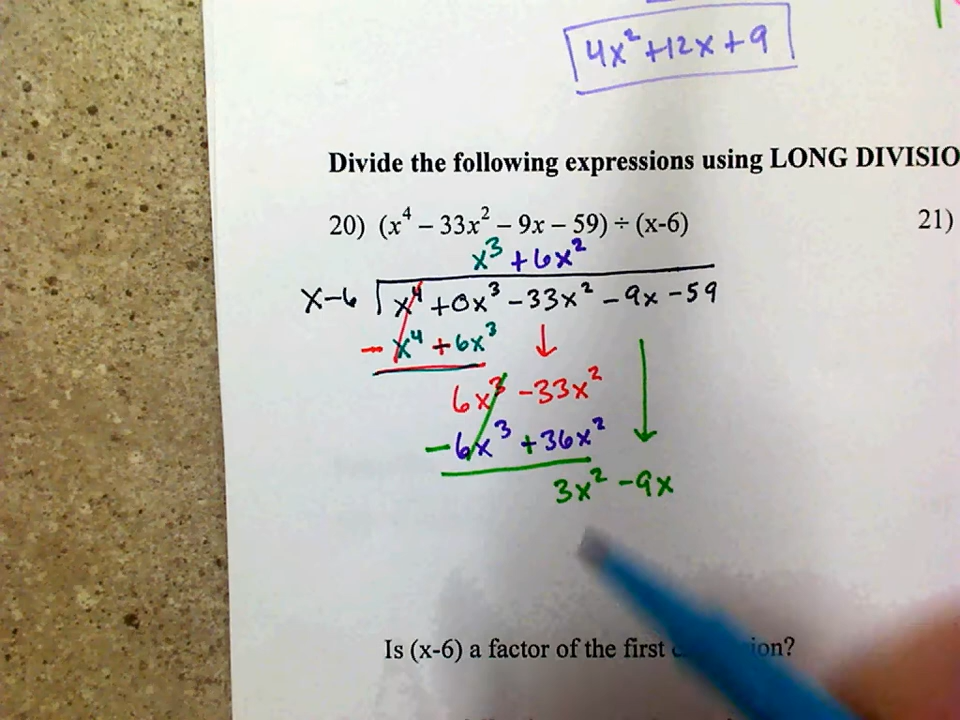 4x² + 12x + 9
Divide the following expressions using LONG DIVISIO
20) (x⁴ – 33x² – 9x – 59) ÷ (x-6)
21)
x³ + 6x²
x-6 x⁴ + 0x³ - 33x² - 9x - 59
- x⁴ + 6x³
6x³ - 33x²
- 6x³ + 36x²
3x² - 9x
Is (x-6) a factor of the first